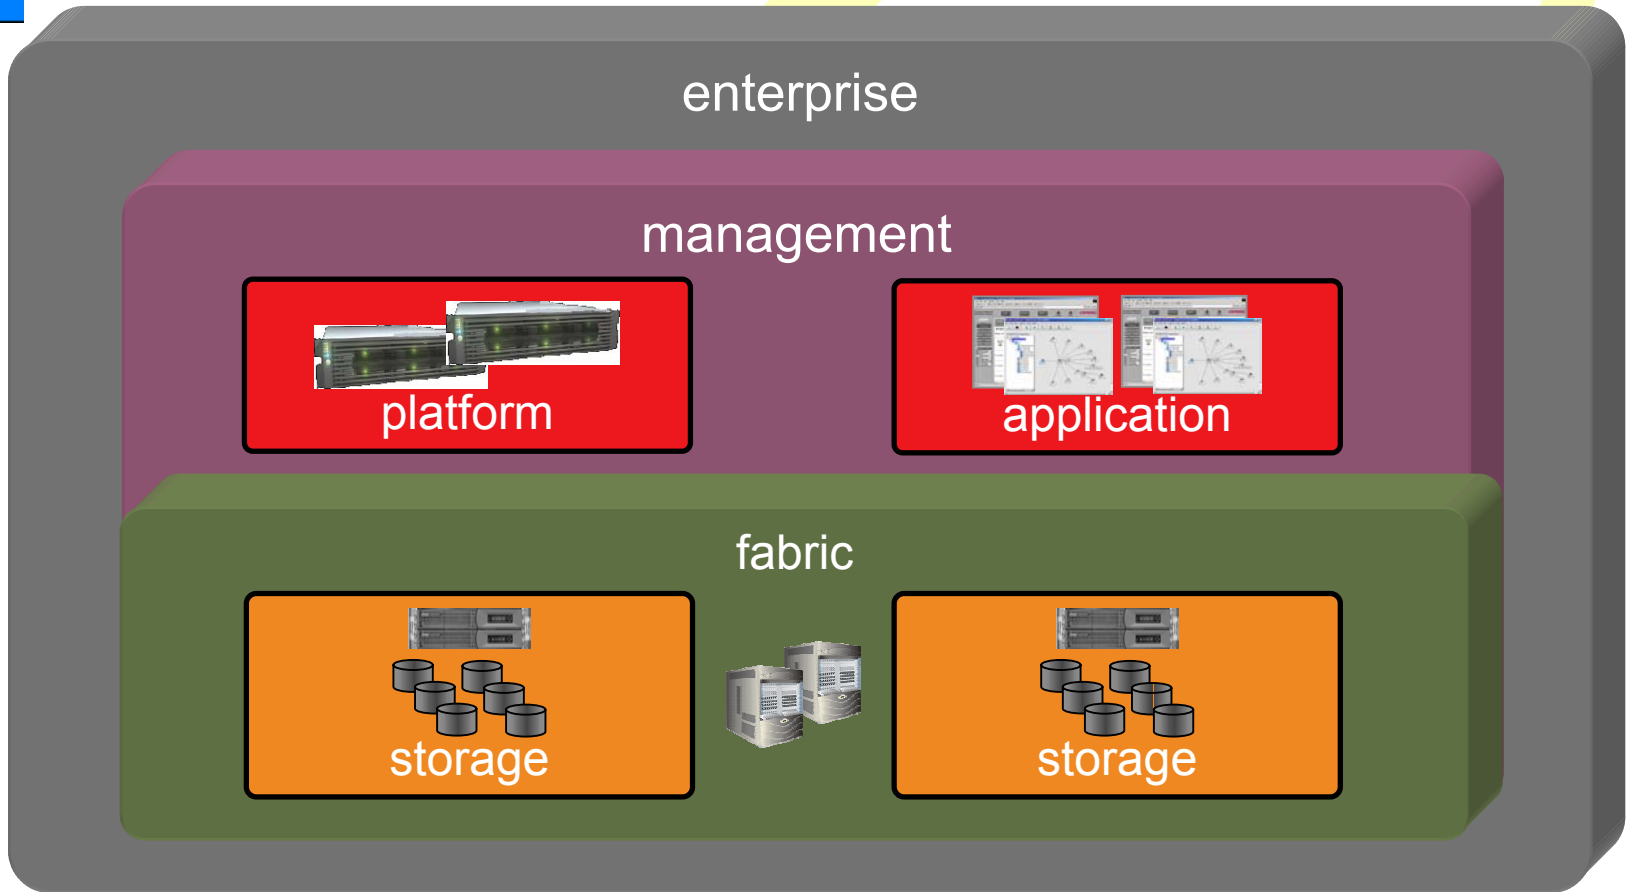 enterprise
management
platform
application
fabric
storage
storage